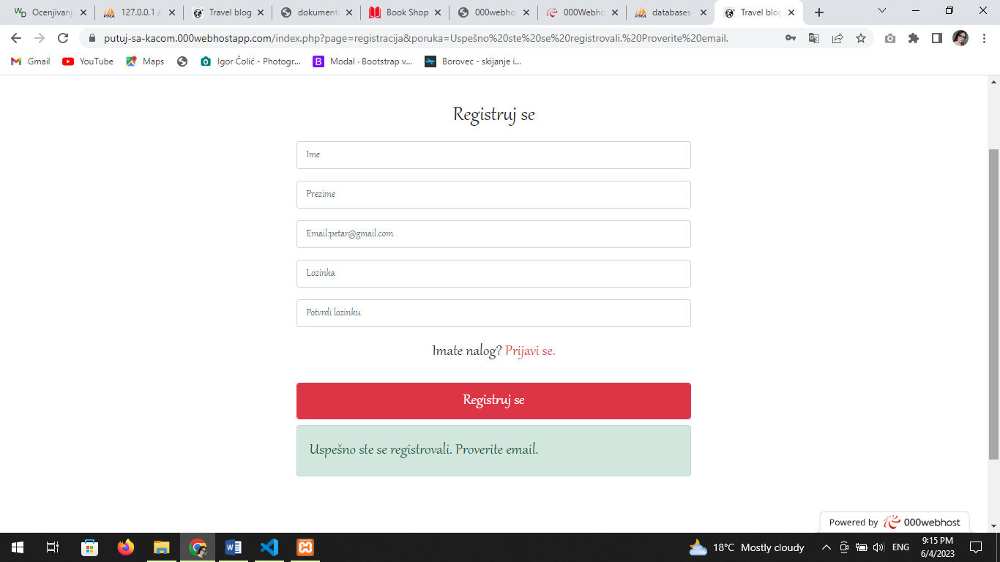 Ocenjivanj
127.0.0.1 /
Travel blog
dokument
Book Shop
000webho
000Webho
databases-
Travel blog
putuj-sa-kacom.000webhostapp.com/index.php?page=registracija&poruka=Uspešno%20ste%20se%20registrovali.%20Proverite%20email.
Gmail
YouTube
Maps
Igor Čolić - Photogr...
Modal · Bootstrap v...
Borovec - skijanje i...
Registruj se
Ime
Prezime
Email:petar@gmail.com
Lozinka
Potvrdi lozinku
Imate nalog? Prijavi se.
Registruj se
Uspešno ste se registrovali. Proverite email.
Powered by 000webhost
18°C Mostly cloudy
ENG
9:15 PM
6/4/2023